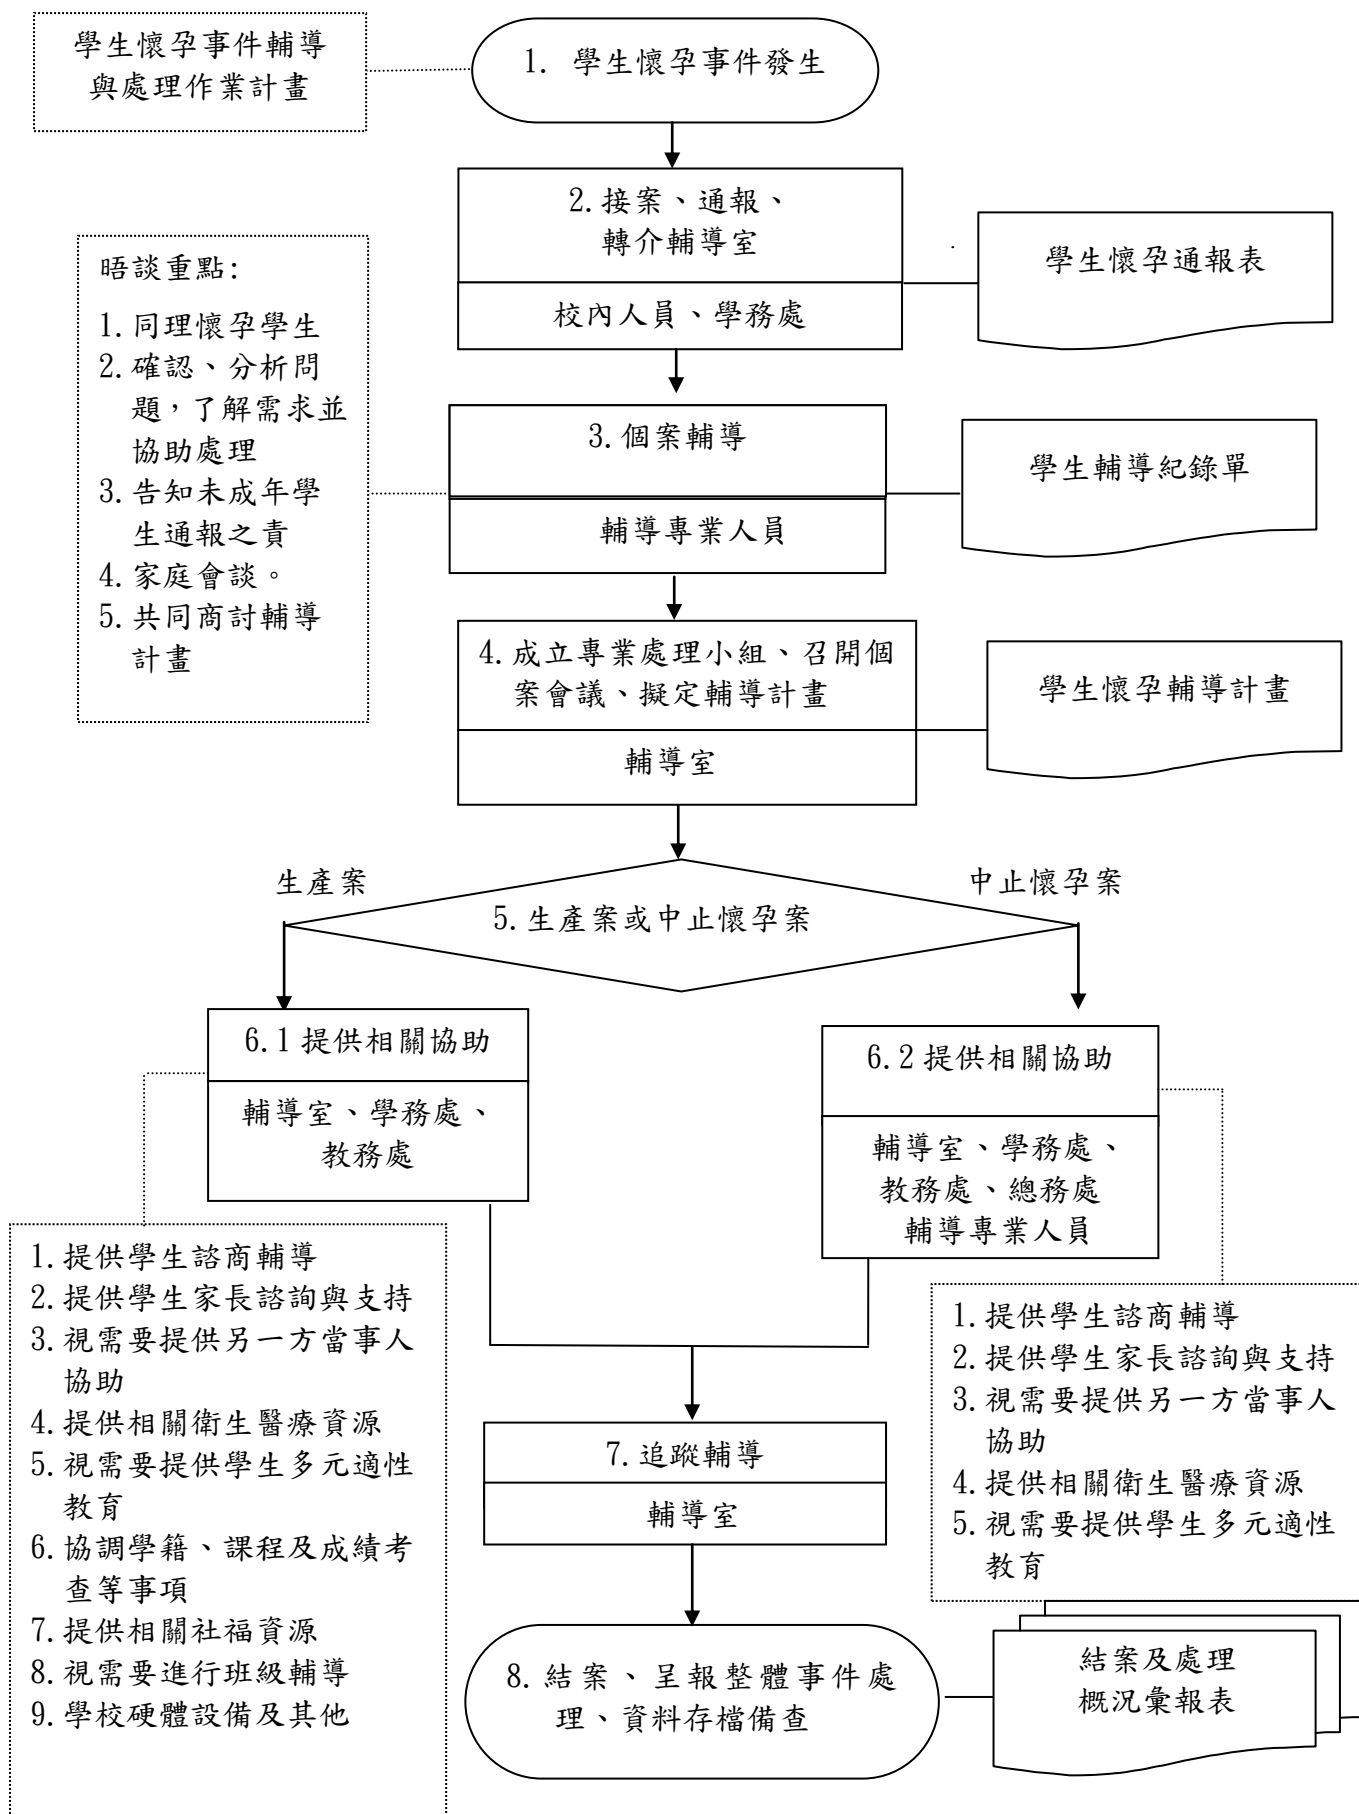 學生懷孕事件輔導
與處理作業計畫
1. 學生懷孕事件發生
2.接案、通報、
轉介輔導室
校內人員、學務處
學生懷孕通報表
晤談重點:
1.同理懷孕學生
2.確認、分析問
題，了解需求並
協助處理
3.告知未成年學
生通報之責
4.家庭會談。
5.共同商討輔導
計畫
3.個案輔導
輔導專業人員
學生輔導紀錄單
4.成立專業處理小組、召開個
案會議、擬定輔導計畫
輔導室
學生懷孕輔導計畫
生產案
中止懷孕案
5.生產案或中止懷孕案
6.1提供相關協助
輔導室、學務處、
教務處
6.2提供相關協助
輔導室、學務處、
教務處、總務處
輔導專業人員
1.提供學生諮商輔導
2.提供學生家長諮詢與支持
3.視需要提供另一方當事人
協助
4.提供相關衛生醫療資源
5.視需要提供學生多元適性
教育
6.協調學籍、課程及成績考
查等事項
7.提供相關社福資源
8.視需要進行班級輔導
9.學校硬體設備及其他
1.提供學生諮商輔導
2.提供學生家長諮詢與支持
3.視需要提供另一方當事人
協助
4.提供相關衛生醫療資源
5.視需要提供學生多元適性
教育
7.追蹤輔導
輔導室
8.結案、呈報整體事件處
理、資料存檔備查
結案及處理
概況彙報表